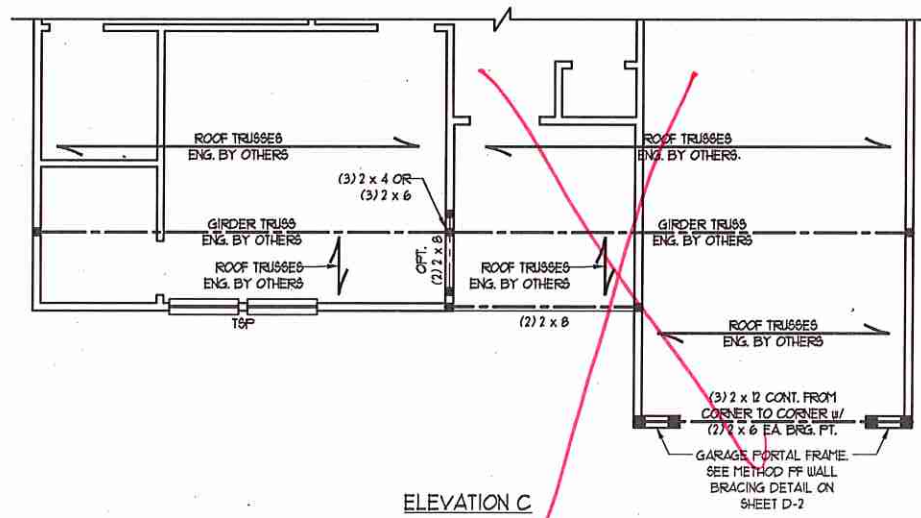 ROOF TRUSSES
ENG. BY OTHERS
ROOF TRUSSES
ENG. BY OTHERS.
(3) 2 x 4 OR
(3) 2 x 6
GIRDER TRUSS
ENG. BY OTHERS
GIRDER TRUSS
ENG. BY OTHERS
ROOF TRUSSES
ENG. BY OTHERS
OPT.
(2) 2 x 8
ROOF TRUSSES
ENG. BY OTHERS
TSP
(2) 2 x 8
ROOF TRUSSES
ENG. BY OTHERS
(3) 2 x 12 CONT. FROM
CORNER TO CORNER w/
(2) 2 x 6 EA. BRG. PT.
GARAGE PORTAL FRAME.
SEE METHOD PF WALL
BRACING DETAIL ON
SHEET D-2
ELEVATION C